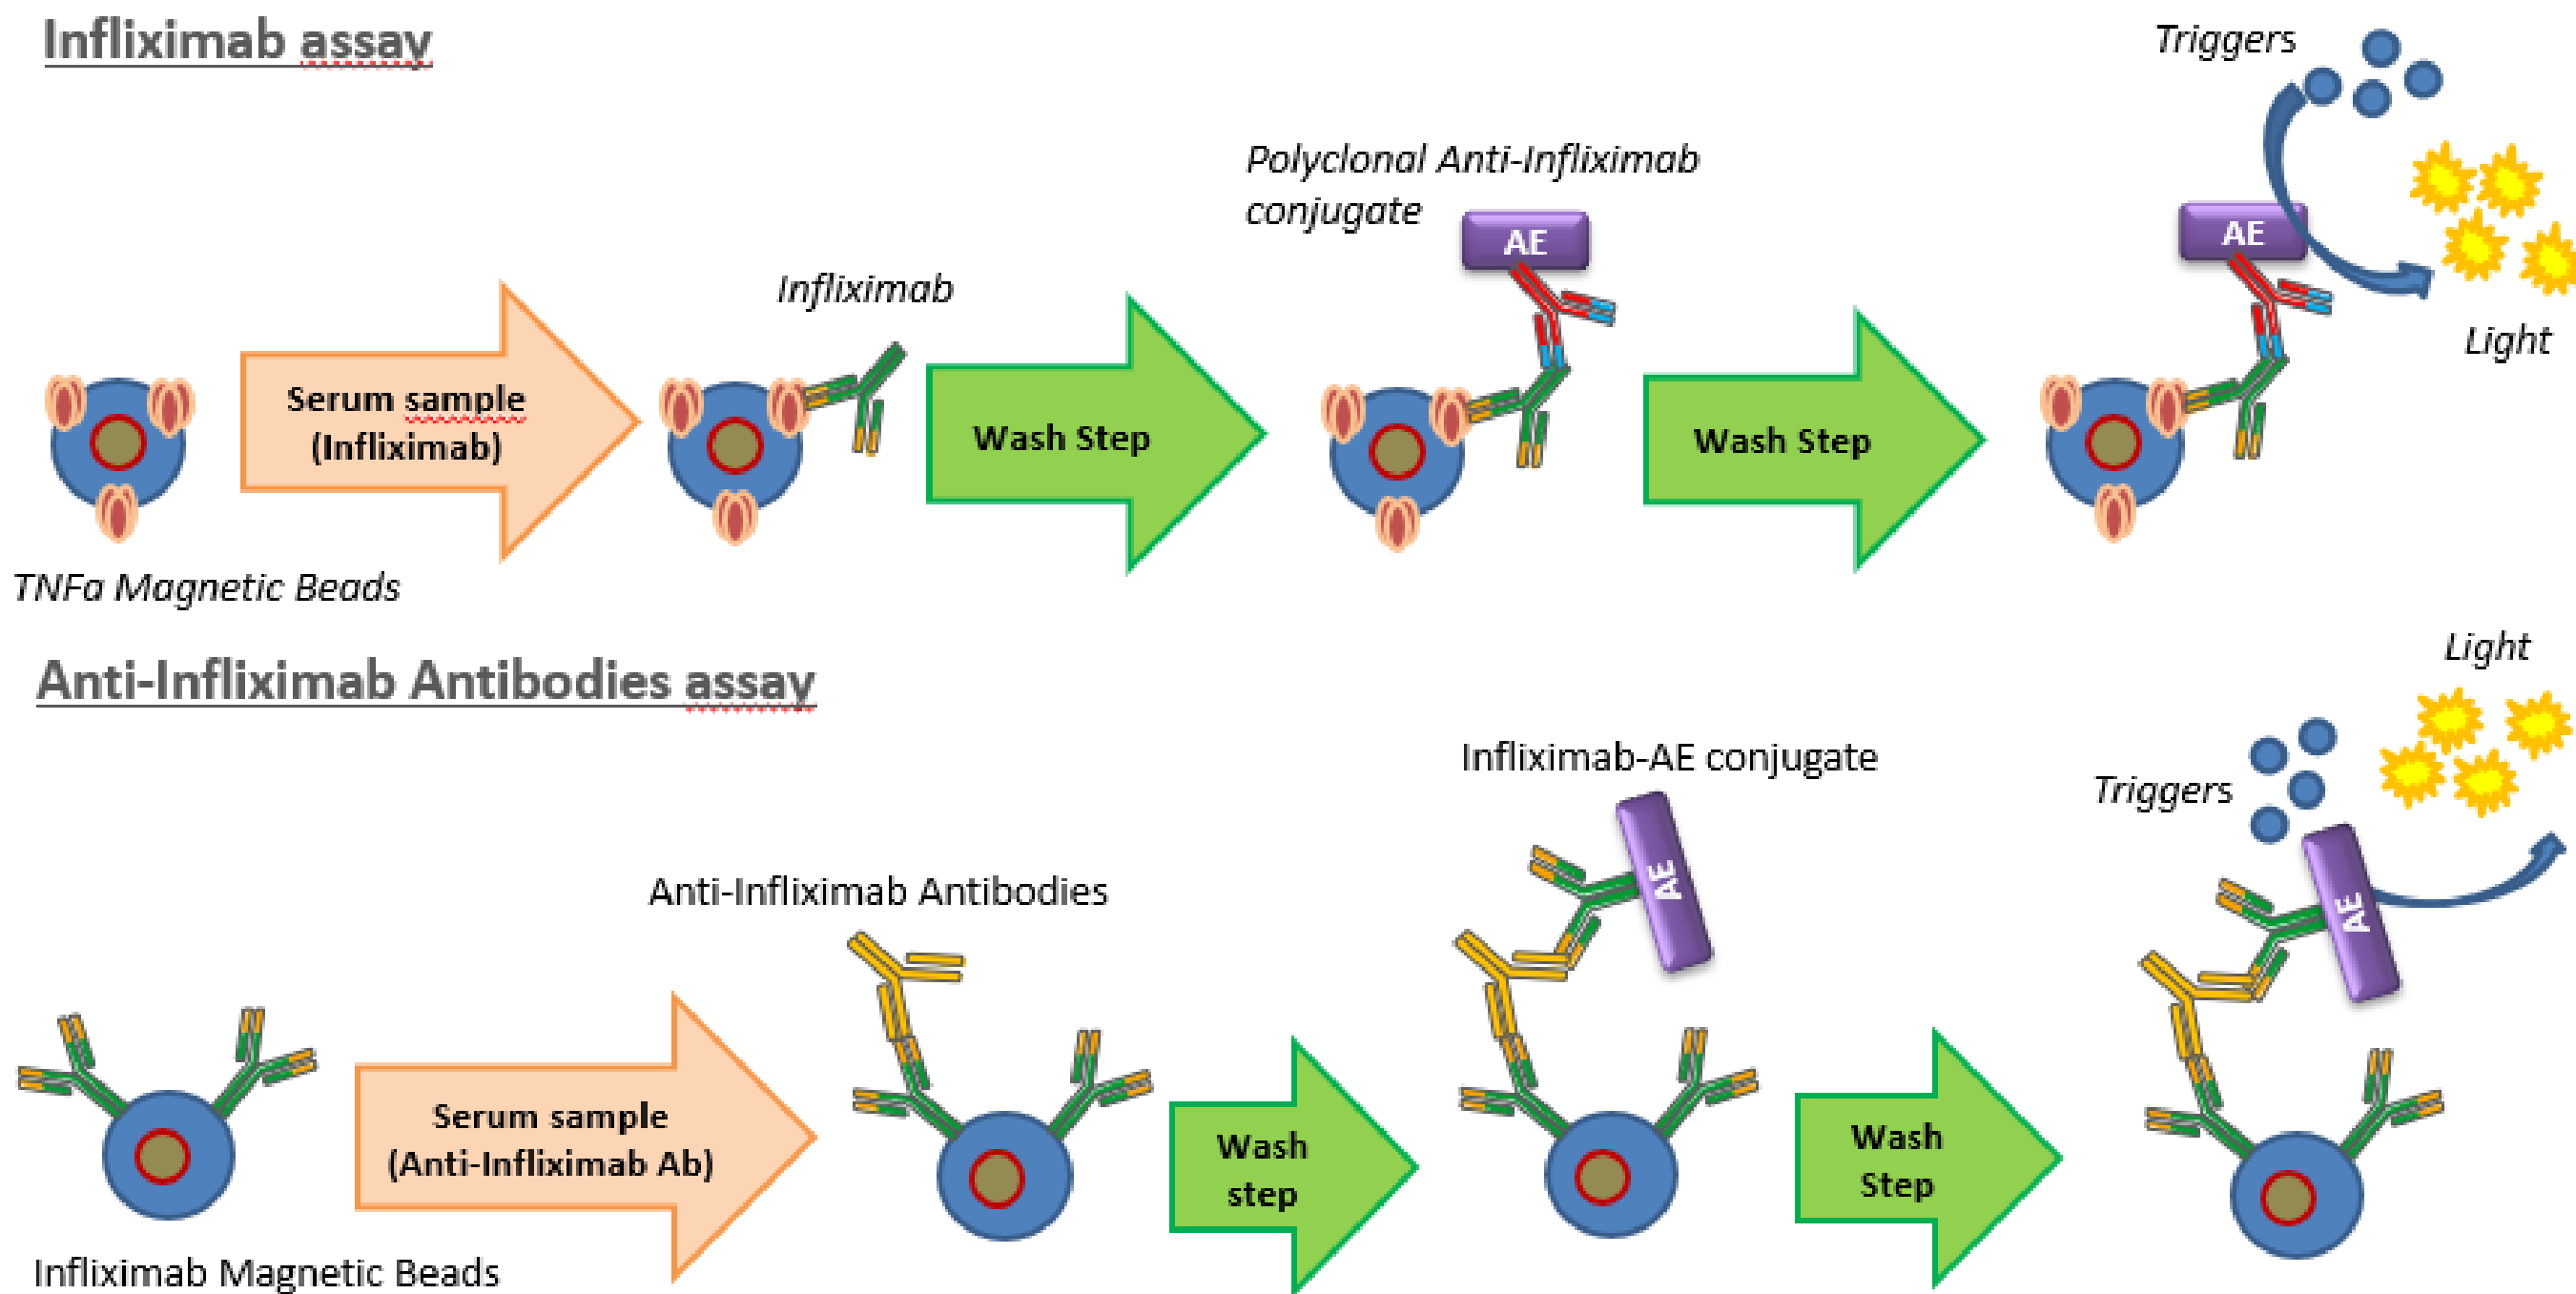 Infliximab assay
Triggers
Polyclonal Anti-Infliximab
conjugate
AE
AE
Infliximab
Light
Serum sample
(Infliximab)
Wash Step
Wash Step
TNFα Magnetic Beads
Anti-Infliximab Antibodies assay
Light
Infliximab-AE conjugate
Triggers
AE
Anti-Infliximab Antibodies
AE
Serum sample
(Anti-Infliximab Ab)
Wash
step
Wash
Step
Infliximab Magnetic Beads